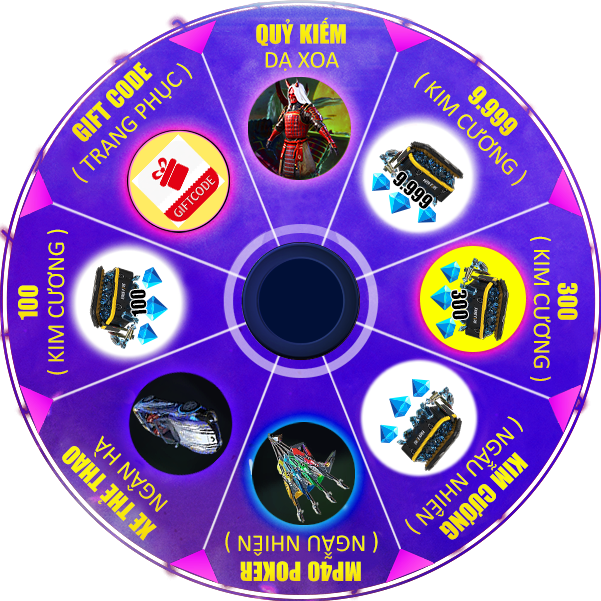 QUỶ KIẾM
DẠ XOA
9.999
( KIM CƯƠNG )
9.999
300
( KIM CƯƠNG )
300
KIM CƯƠNG
( NGẪU NHIÊN )
MP40 POKER
( NGẪU NHIÊN )
XE THỂ THAO
NGÂN HÀ
100
( KIM CƯƠNG )
100
GIFT CODE
( TRANG PHỤC )
GIFTCODE